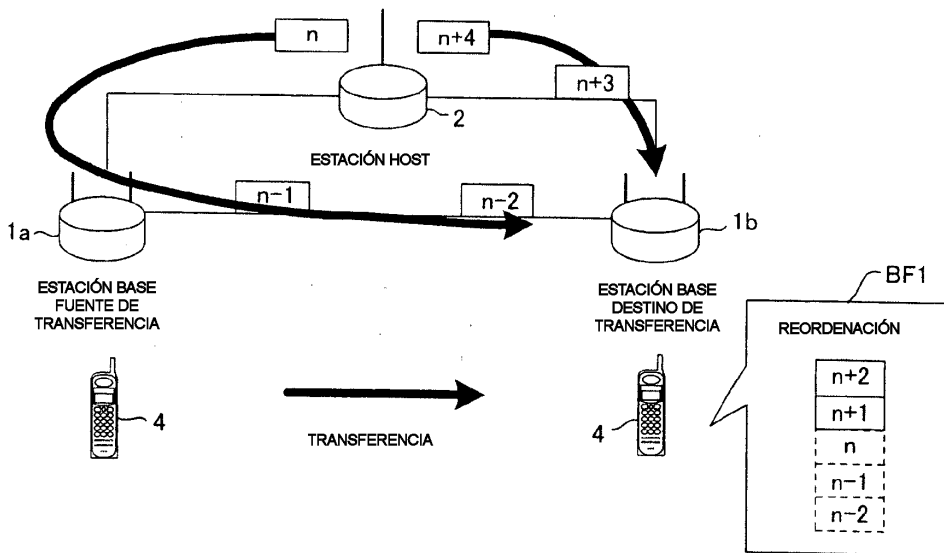 n
n+4
n+3
2
ESTACIÓN HOST
n-1
n-2
1a
1b
ESTACIÓN BASE
FUENTE DE
TRANSFERENCIA
ESTACIÓN BASE
DESTINO DE
TRANSFERENCIA
BF1
REORDENACIÓN
n+2
n+1
n
n-1
n-2
4
TRANSFERENCIA
4